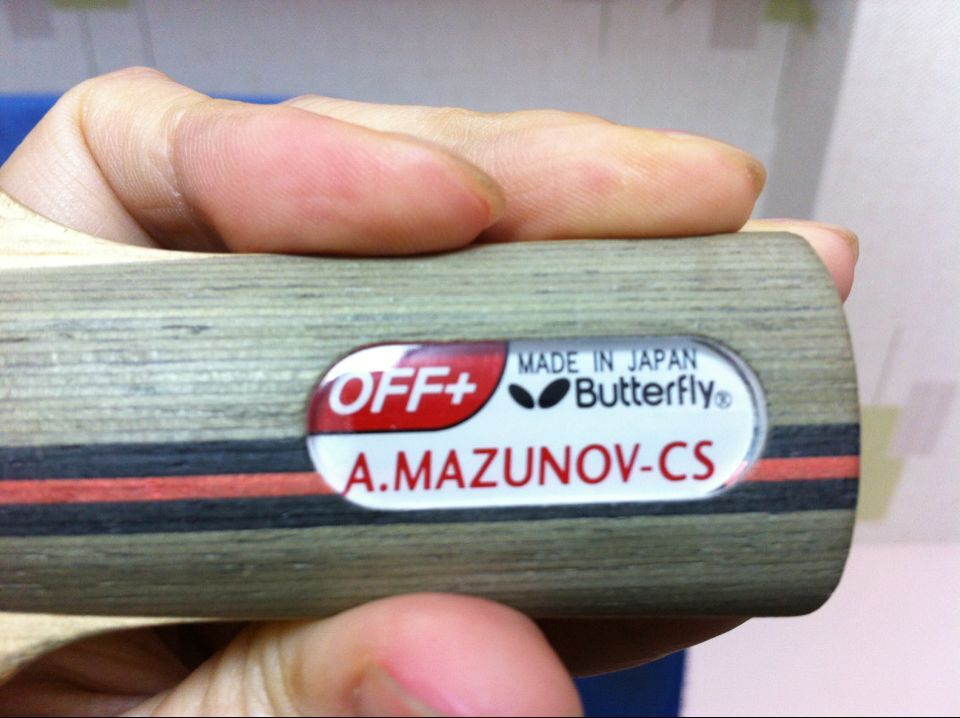 OFF+
MADE IN JAPAN
Butterfly®
A.MAZUNOV-CS